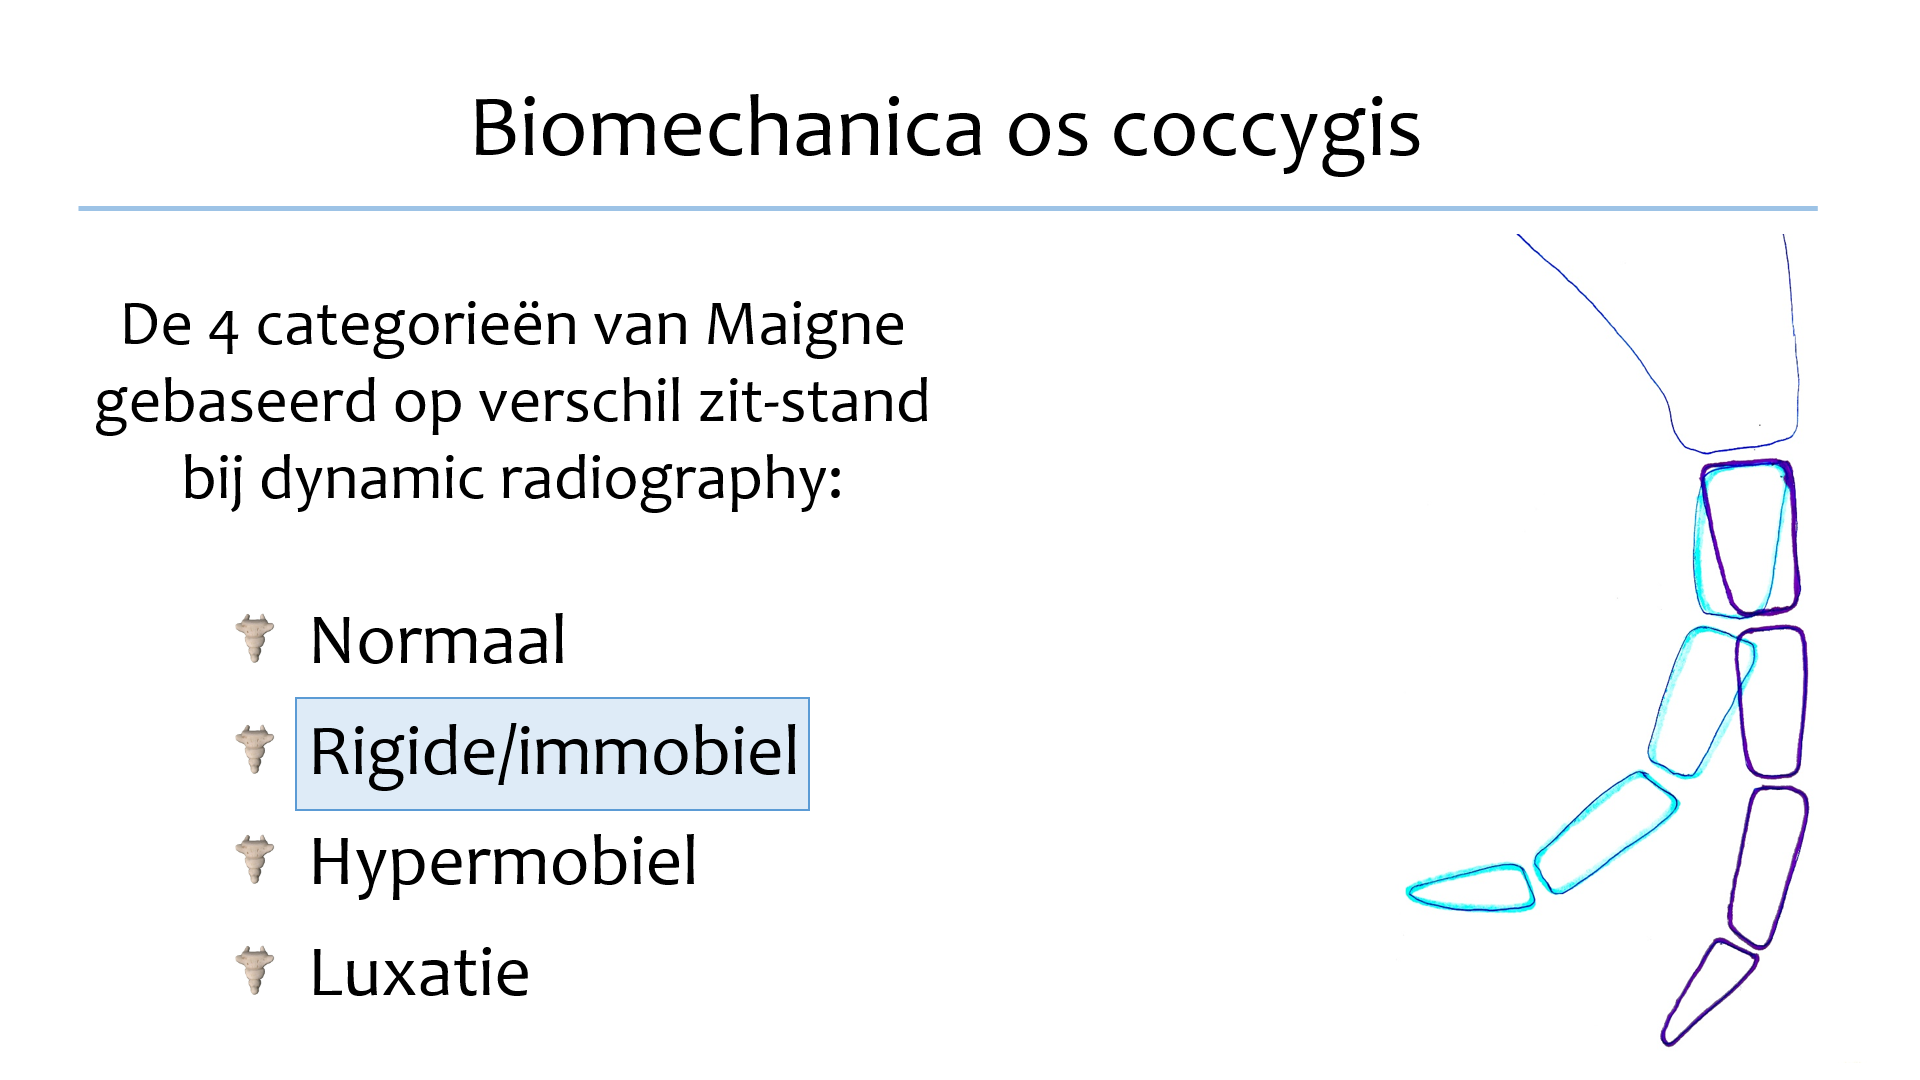 Biomechanica os coccygis
De 4 categorieën van Maigne
gebaseerd op verschil zit-stand
bij dynamic radiography:
Normaal
Rigide/immobiel
Hypermobiel
Luxatie